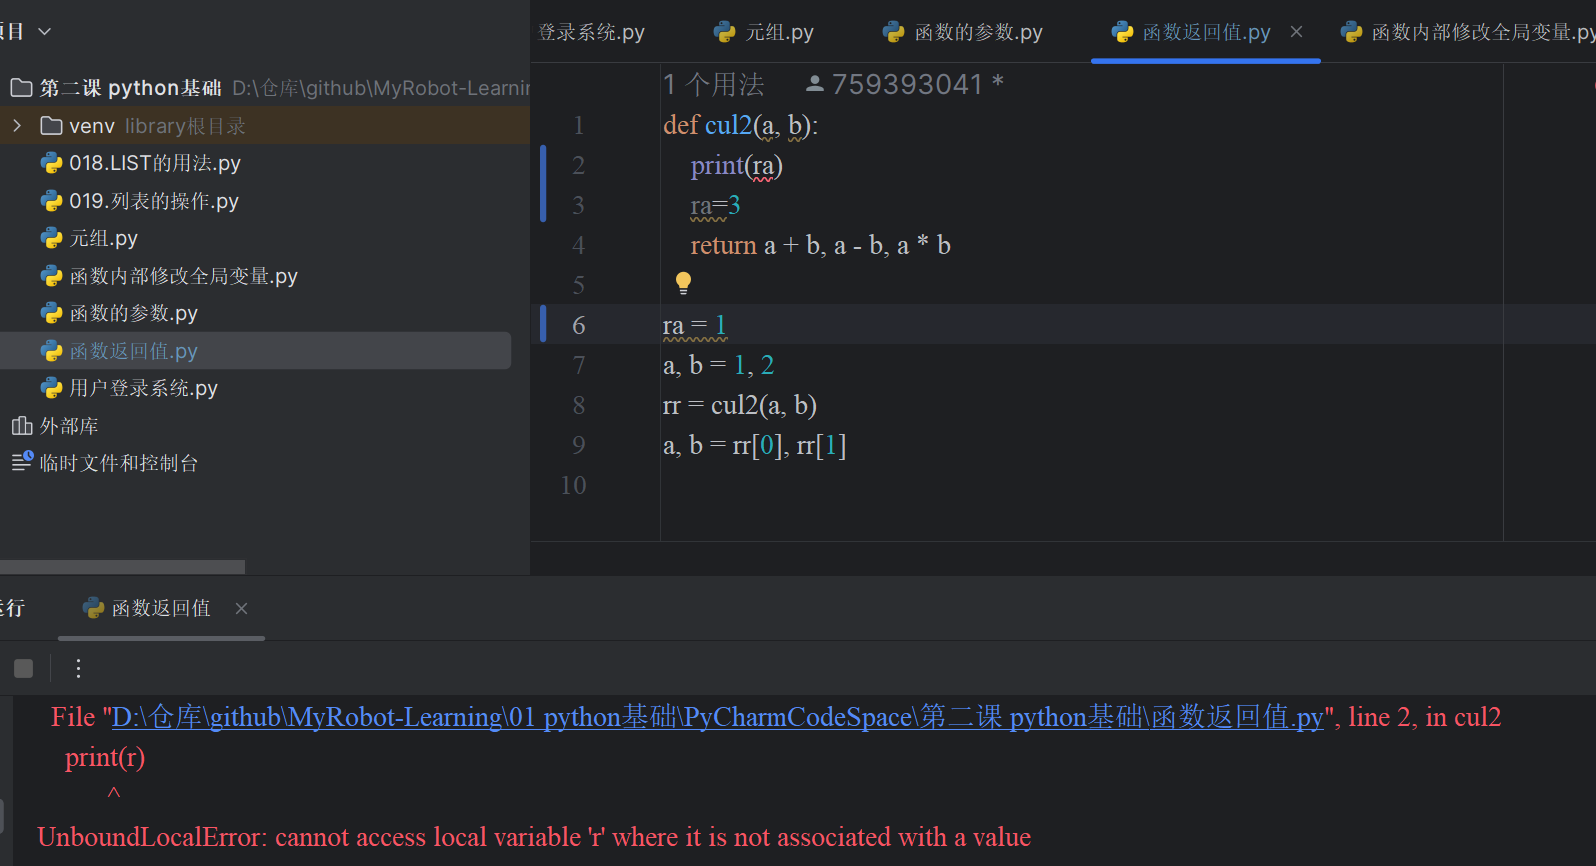 项目
第二课 python基础 D:\仓库\github\MyRobot-Learnin
venv library根目录
018.LIST的用法.py
019.列表的操作.py
元组.py
函数内部修改全局变量.py
函数的参数.py
函数返回值.py
用户登录系统.py
外部库
临时文件和控制台
登录系统.py 元组.py 函数的参数.py 函数返回值.py 函数内部修改全局变量.py
1 个用法 759393041 *
1 def cul2(a, b):
2 print(ra)
3 ra=3
4 return a + b, a - b, a * b
5
6 ra = 1
7 a, b = 1, 2
8 rr = cul2(a, b)
9 a, b = rr[0], rr[1]
10
运行 函数返回值
File "D:\仓库\github\MyRobot-Learning\01 python基础\PyCharmCodeSpace\第二课 python基础\函数返回值.py", line 2, in cul2
print(r)
^
UnboundLocalError: cannot access local variable 'r' where it is not associated with a value